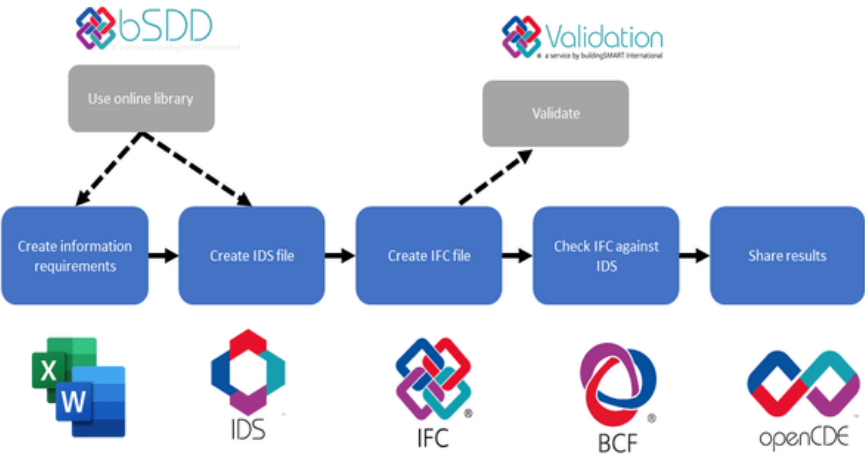 bSDD
® a service by buildingSMART International
Validation
® a service by buildingSMART International
Use online library
Validate
Create information
requirements
Create IDS file
Create IFC file
Check IFC against
IDS
Share results
X
W
IDS
IFC
®
BCF
®
openCDE